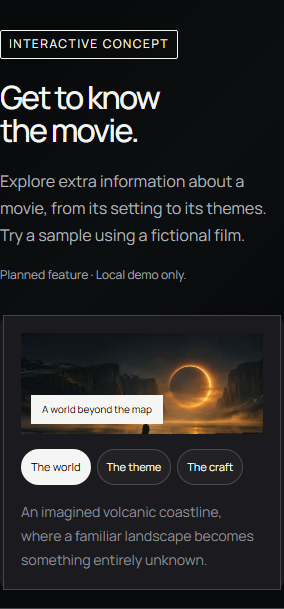 INTERACTIVE CONCEPT
Get to know
the movie.
Explore extra information about a
movie, from its setting to its themes.
Try a sample using a fictional film.
Planned feature · Local demo only.
A world beyond the map
The world
The theme
The craft
An imagined volcanic coastline,
where a familiar landscape becomes
something entirely unknown.